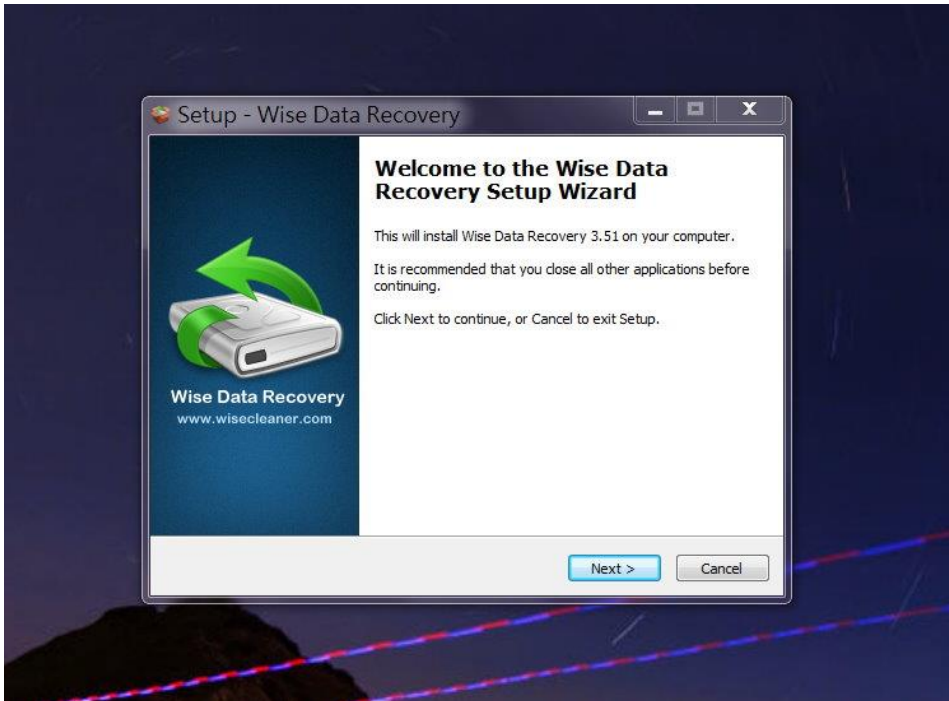 Setup - Wise Data Recovery
Welcome to the Wise Data
Recovery Setup Wizard
This will install Wise Data Recovery 3.51 on your computer.
It is recommended that you close all other applications before
continuing.
Click Next to continue, or Cancel to exit Setup.
Wise Data Recovery
www.wisecleaner.com
Next >
Cancel